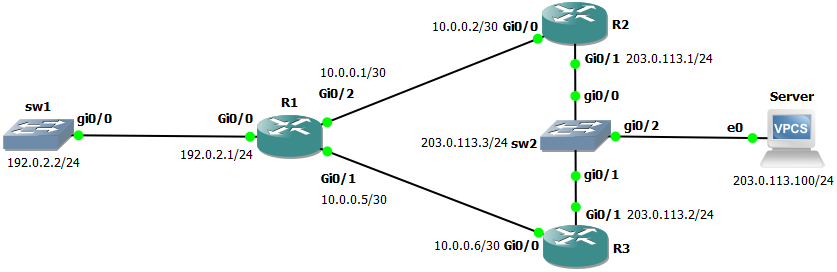 10.0.0.2/30 Gi0/0
R2
Gi0/1 203.0.113.1/24
10.0.0.1/30
Gi0/2
sw1
gi0/0
Gi0/0
R1
gi0/0
Server
192.0.2.2/24
192.0.2.1/24
203.0.113.3/24 sw2
gi0/2
e0
VPCS
Gi0/1
10.0.0.5/30
gi0/1
203.0.113.100/24
Gi0/1 203.0.113.2/24
10.0.0.6/30 Gi0/0
R3